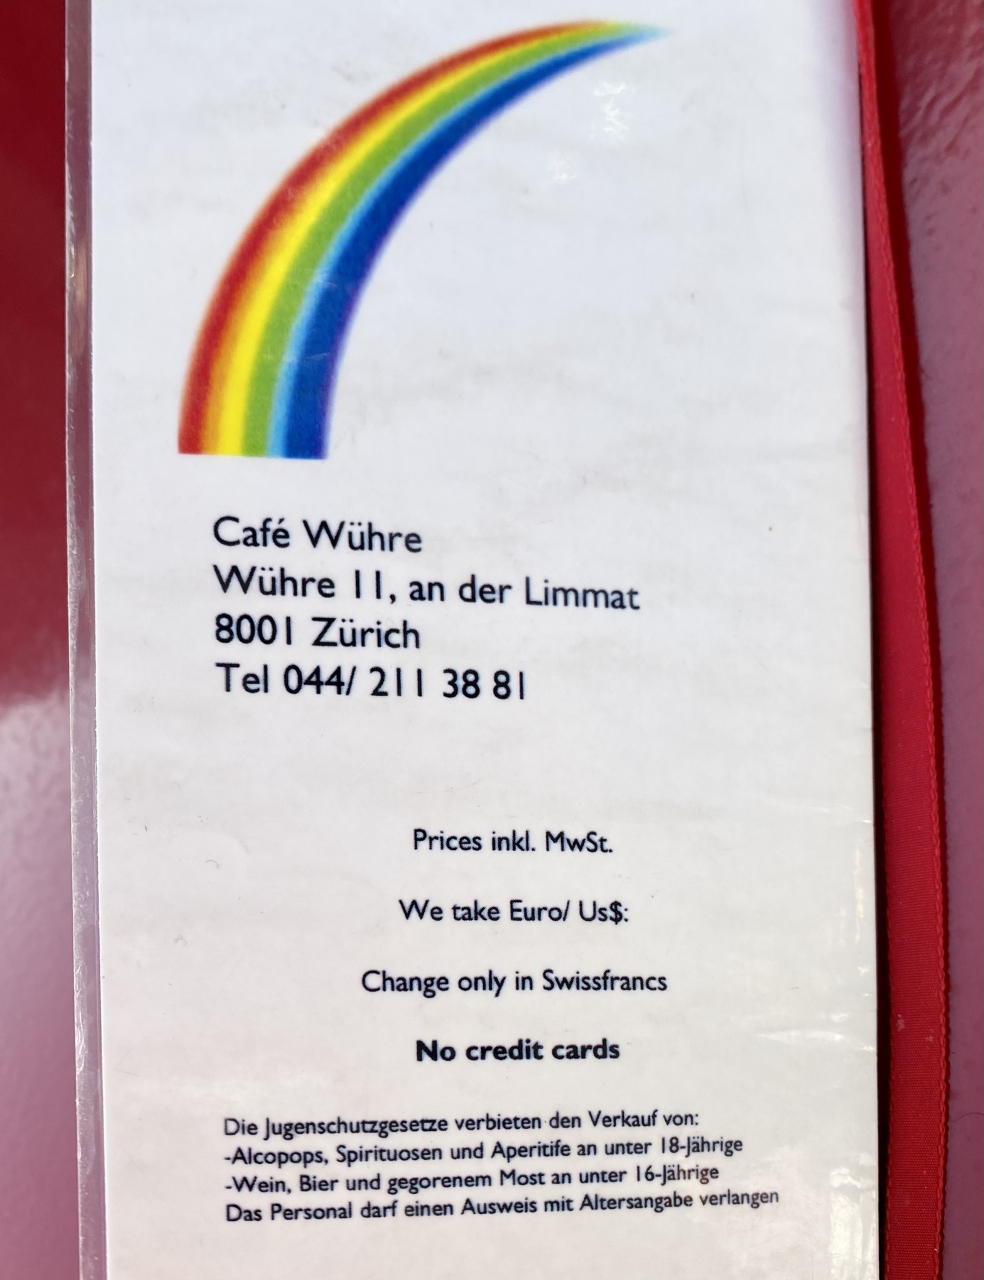 Café Wühre
Wühre 11, an der Limmat
8001 Zürich
Tel 044/ 211 38 81
Prices inkl. MwSt.
We take Euro/ Us$:
Change only in Swissfrancs
No credit cards
Die Jugenschutzgesetze verbieten den Verkauf von:
-Alcopops, Spirituosen und Aperitife an unter 18-Jährige
-Wein, Bier und gegorenem Most an unter 16-Jährige
Das Personal darf einen Ausweis mit Altersangabe verlangen